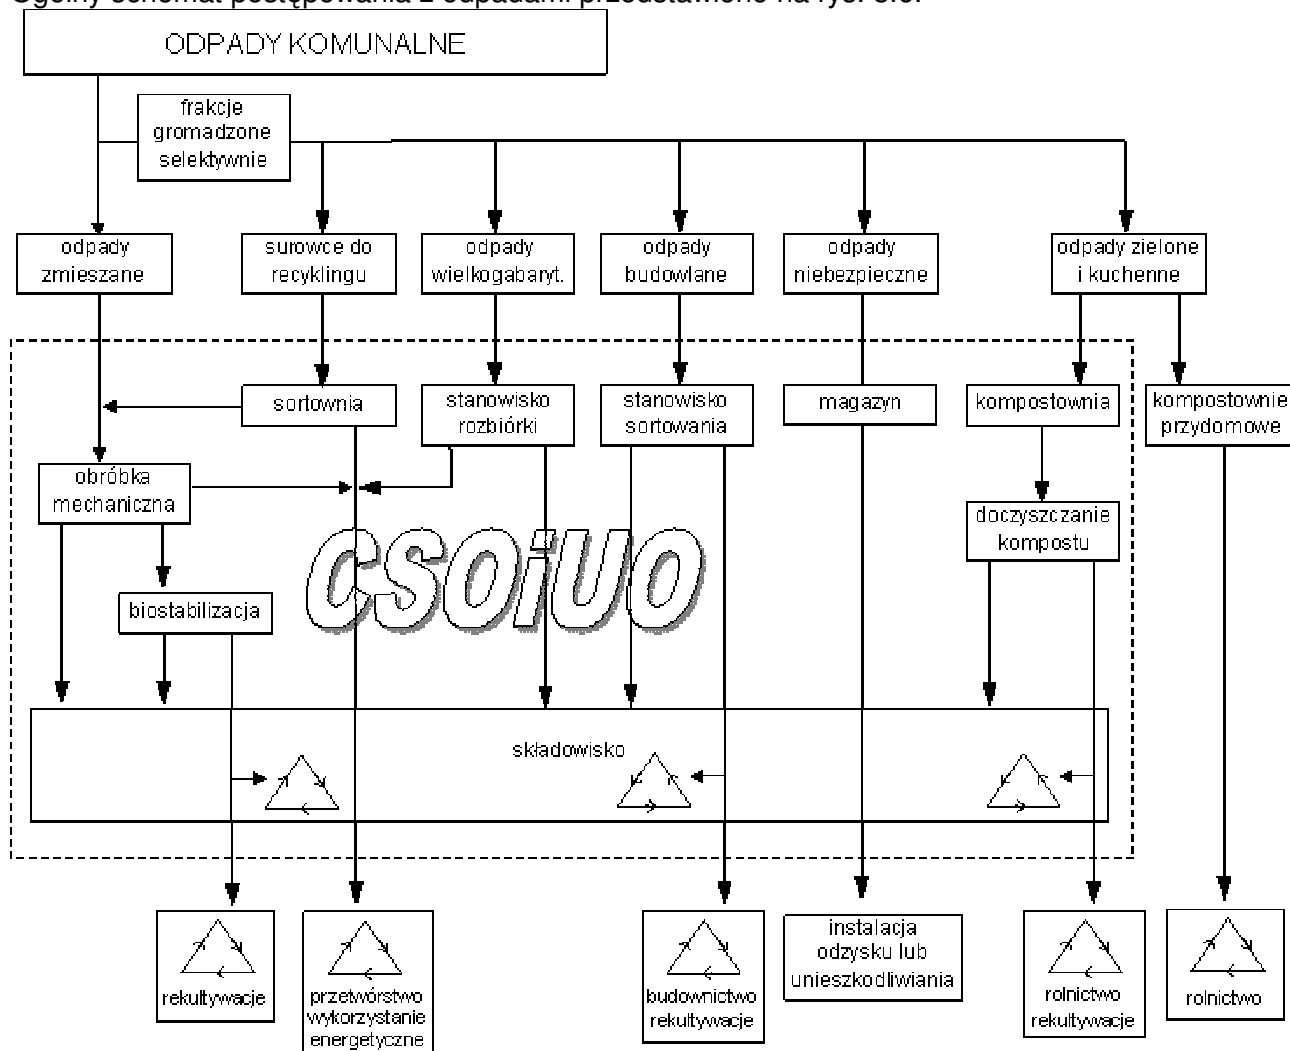 Ogólny schemat postępowania z odpadami przedstawiono na rys. 5.6.
ODPADY KOMUNALNE
frakcje
gromadzone
selektywnie
odpady
zmieszane
surowce do
recyklingu
odpady
wielkogabaryt.
odpady
budowlane
odpady
niebezpieczne
odpady zielone
i kuchenne
sortownia
stanowisko
rozbiórki
stanowisko
sortowania
magazyn
kompostownia
kompostownie
przydomowe
obróbka
mechaniczna
doczyszczanie
kompostu
CSOiUO
biostabilizacja
składowisko
rekultywacje
przetwórstwo
wykorzystanie
energetyczne
budownictwo
rekultywacje
instalacja
odzysku lub
unieszkodliwiania
rolnictwo
rekultywacje
rolnictwo